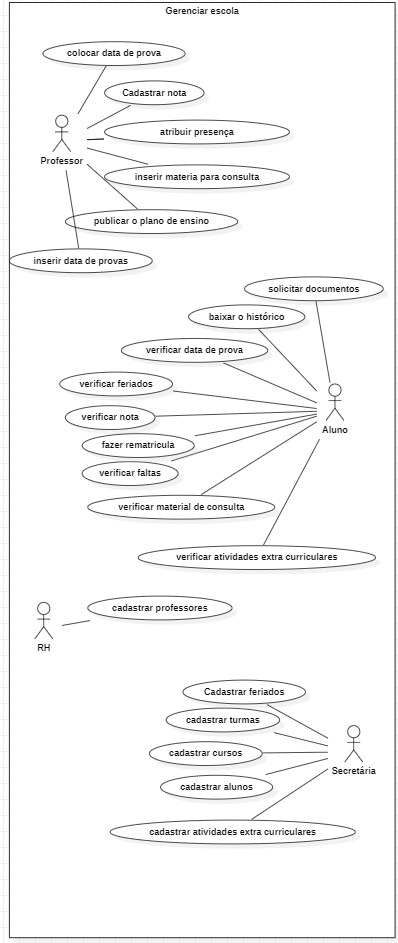 Gerenciar escola
colocar data de prova
Cadastrar nota
atribuir presença
Professor
inserir materia para consulta
publicar o plano de ensino
inserir data de provas
solicitar documentos
baixar o histórico
verificar data de prova
verificar feriados
verificar nota
Aluno
fazer rematricula
verificar faltas
verificar material de consulta
verificar atividades extra curriculares
cadastrar professores
RH
Cadastrar feriados
cadastrar turmas
cadastrar cursos
Secretária
cadastrar alunos
cadastrar atividades extra curriculares